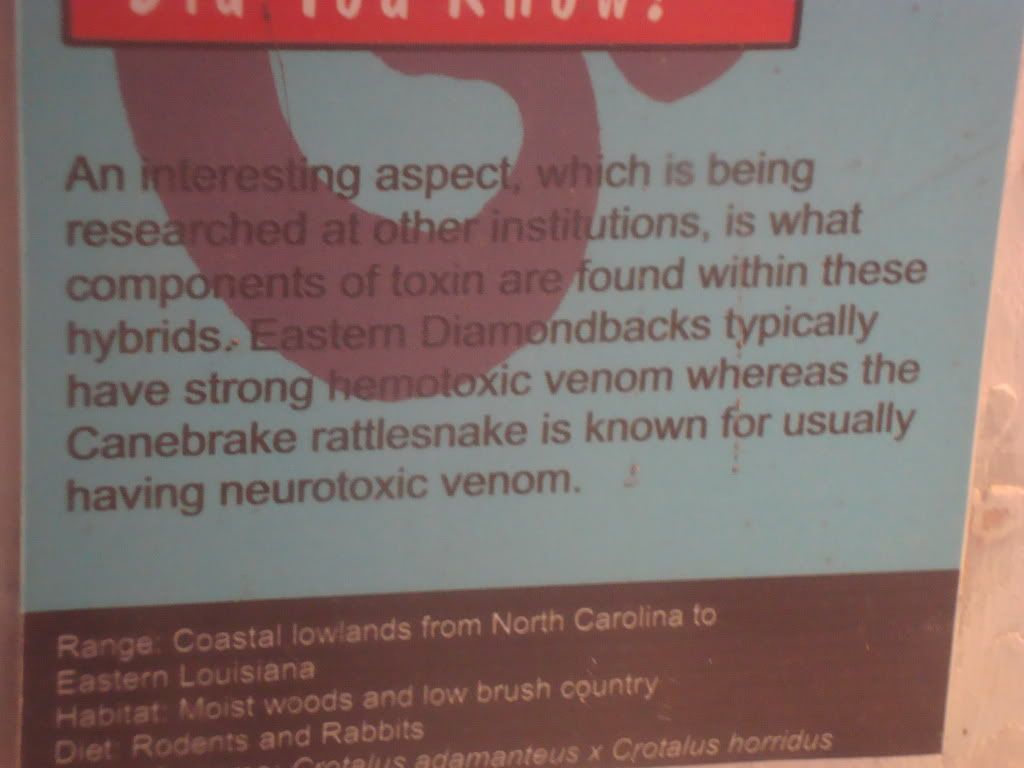 Did You Know?
An interesting aspect, which is being
researched at other institutions, is what
components of toxin are found within these
hybrids. Eastern Diamondbacks typically
have strong hemotoxic venom whereas the
Canebrake rattlesnake is known for usually
having neurotoxic venom.
Range: Coastal lowlands from North Carolina to
Eastern Louisiana
Habitat: Moist woods and low brush country
Diet: Rodents and Rabbits
Crotalus adamanteus x Crotalus horridus